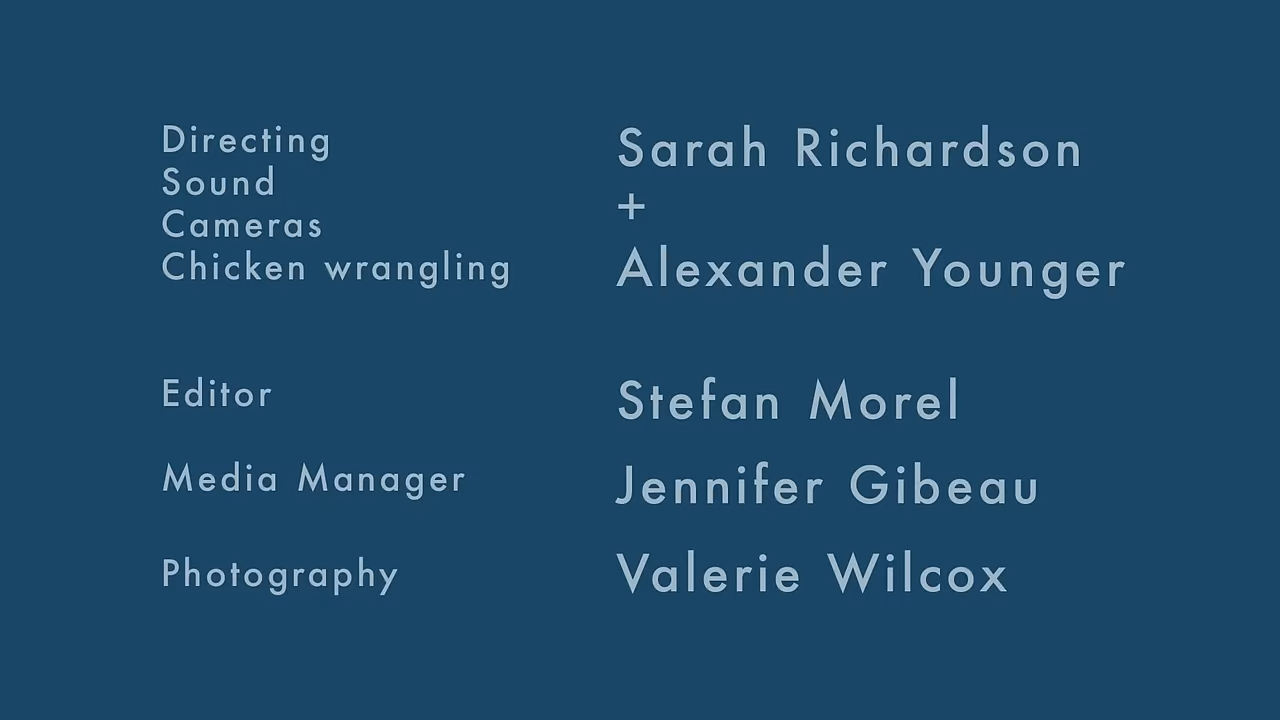 Directing
Sound
Cameras
Chicken wrangling
Sarah Richardson
+
Alexander Younger
Editor
Stefan Morel
Media Manager
Jennifer Gibeau
Photography
Valerie Wilcox